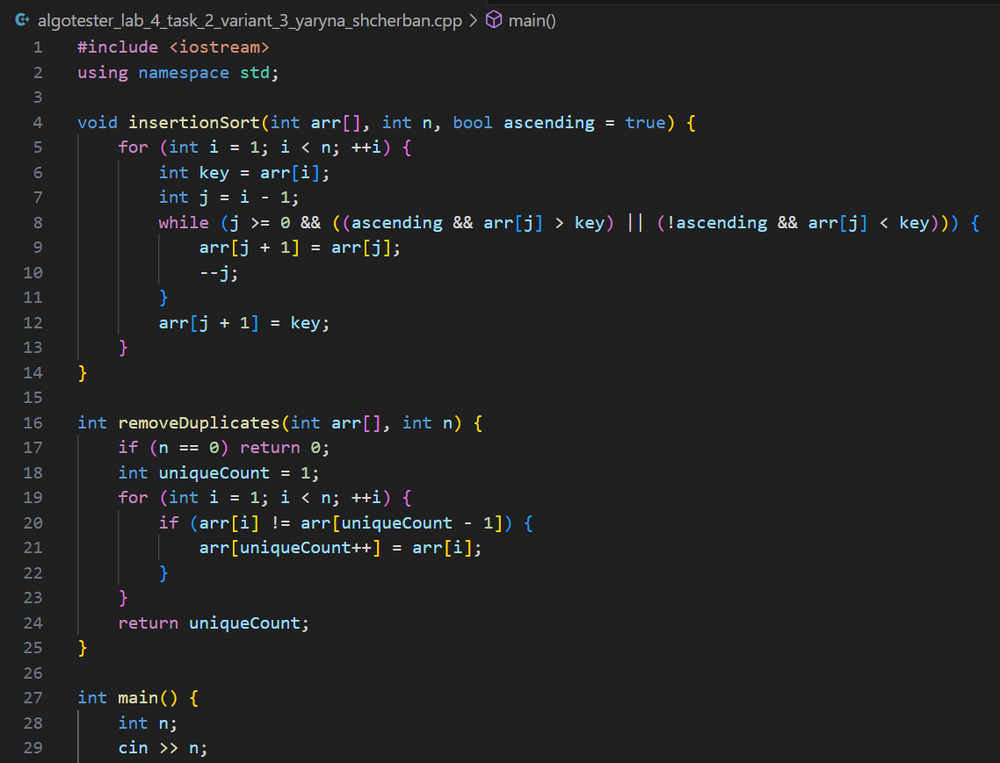 algotester_lab_4_task_2_variant_3_yaryna_shcherban.cpp > main()
1 #include <iostream>
2 using namespace std;
3
4 void insertionSort(int arr[], int n, bool ascending = true) {
5     for (int i = 1; i < n; ++i) {
6         int key = arr[i];
7         int j = i - 1;
8         while (j >= 0 && ((ascending && arr[j] > key) || (!ascending && arr[j] < key))) {
9             arr[j + 1] = arr[j];
10             --j;
11         }
12         arr[j + 1] = key;
13     }
14 }
15
16 int removeDuplicates(int arr[], int n) {
17     if (n == 0) return 0;
18     int uniqueCount = 1;
19     for (int i = 1; i < n; ++i) {
20         if (arr[i] != arr[uniqueCount - 1]) {
21             arr[uniqueCount++] = arr[i];
22         }
23     }
24     return uniqueCount;
25 }
26
27 int main() {
28     int n;
29     cin >> n;